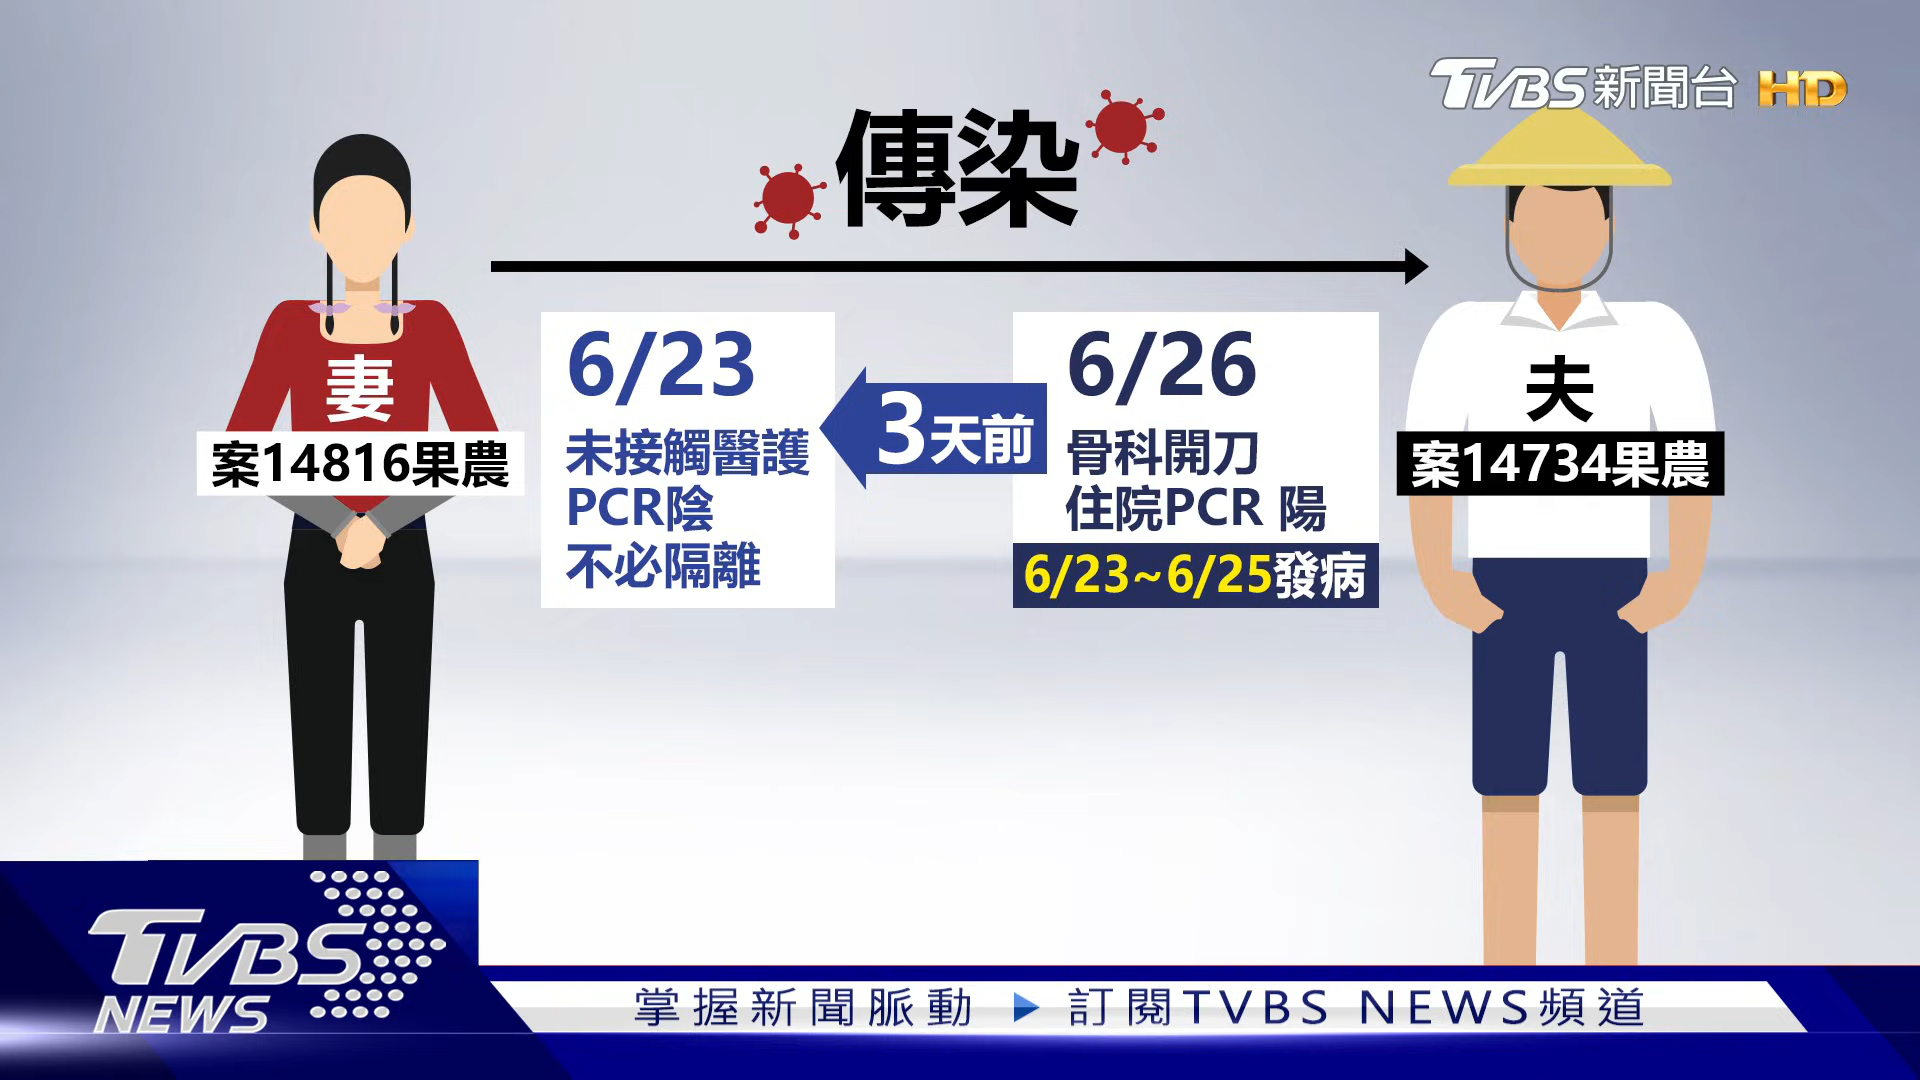 TVBS新聞台 HD
傳染
妻
案14816果農
6/23
未接觸醫護
PCR陰
不必隔離
3天前
6/26
骨科開刀
住院PCR 陽
6/23~6/25發病
夫
案14734果農
TVBS
NEWS
掌握新聞脈動 ▶ 訂閱TVBS NEWS頻道